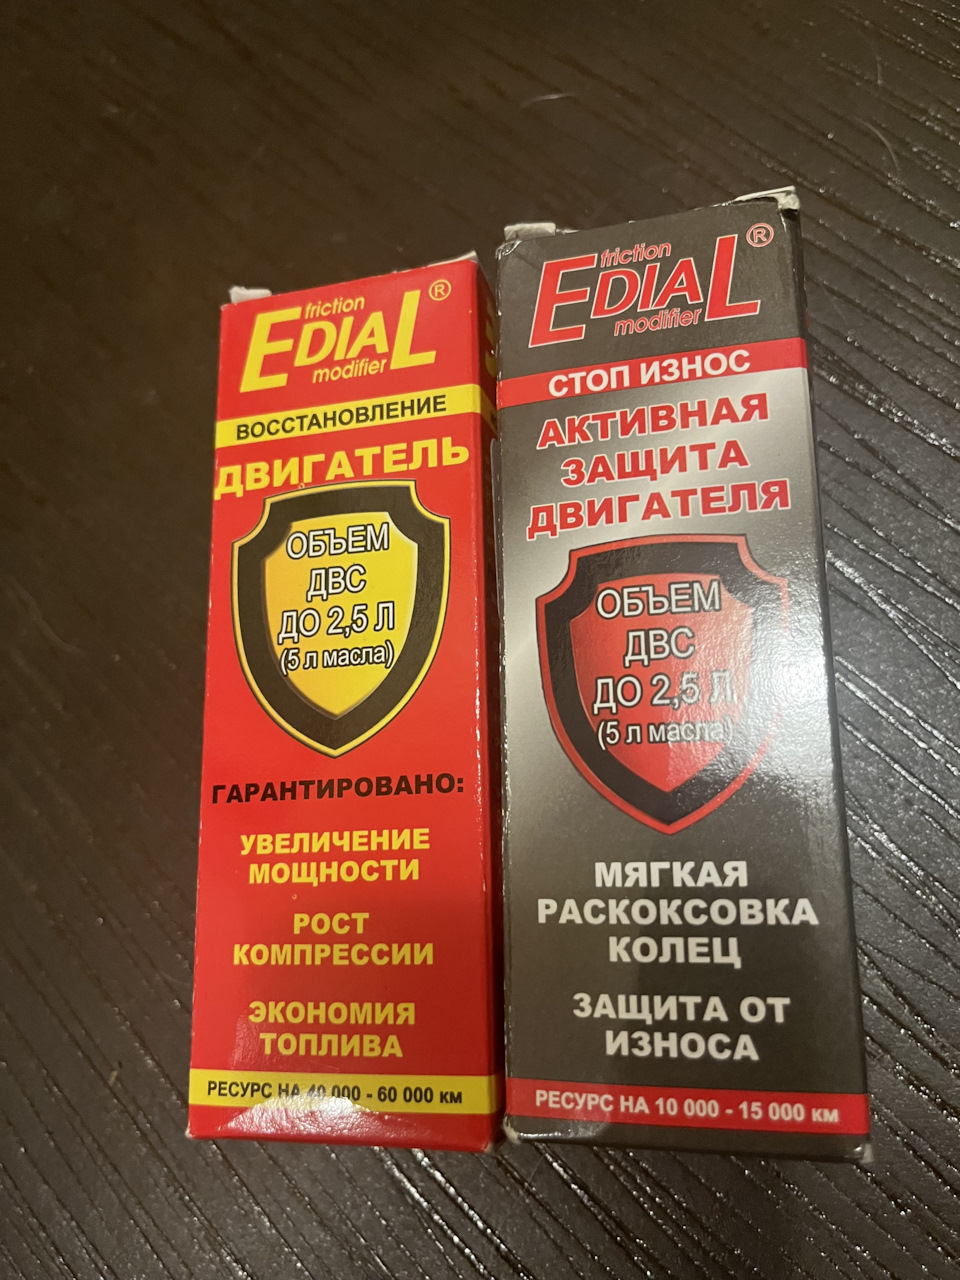 friction
EDIAL®
modifier
ВОССТАНОВЛЕНИЕ
ДВИГАТЕЛЬ
ОБЪЕМ
ДВС
ДО 2,5 Л
(5 л масла)
ГАРАНТИРОВАНО:
УВЕЛИЧЕНИЕ
МОЩНОСТИ
РОСТ
КОМПРЕССИИ
ЭКОНОМИЯ
ТОПЛИВА
РЕСУРС НА 40 000 - 60 000 км
friction
EDIAL®
modifier
СТОП ИЗНОС
АКТИВНАЯ
ЗАЩИТА
ДВИГАТЕЛЯ
ОБЪЕМ
ДВС
ДО 2,5 Л
(5 л масла)
МЯГКАЯ
РАСКОКСОВКА
КОЛЕЦ
ЗАЩИТА ОТ
ИЗНОСА
РЕСУРС НА 10 000 - 15 000 км